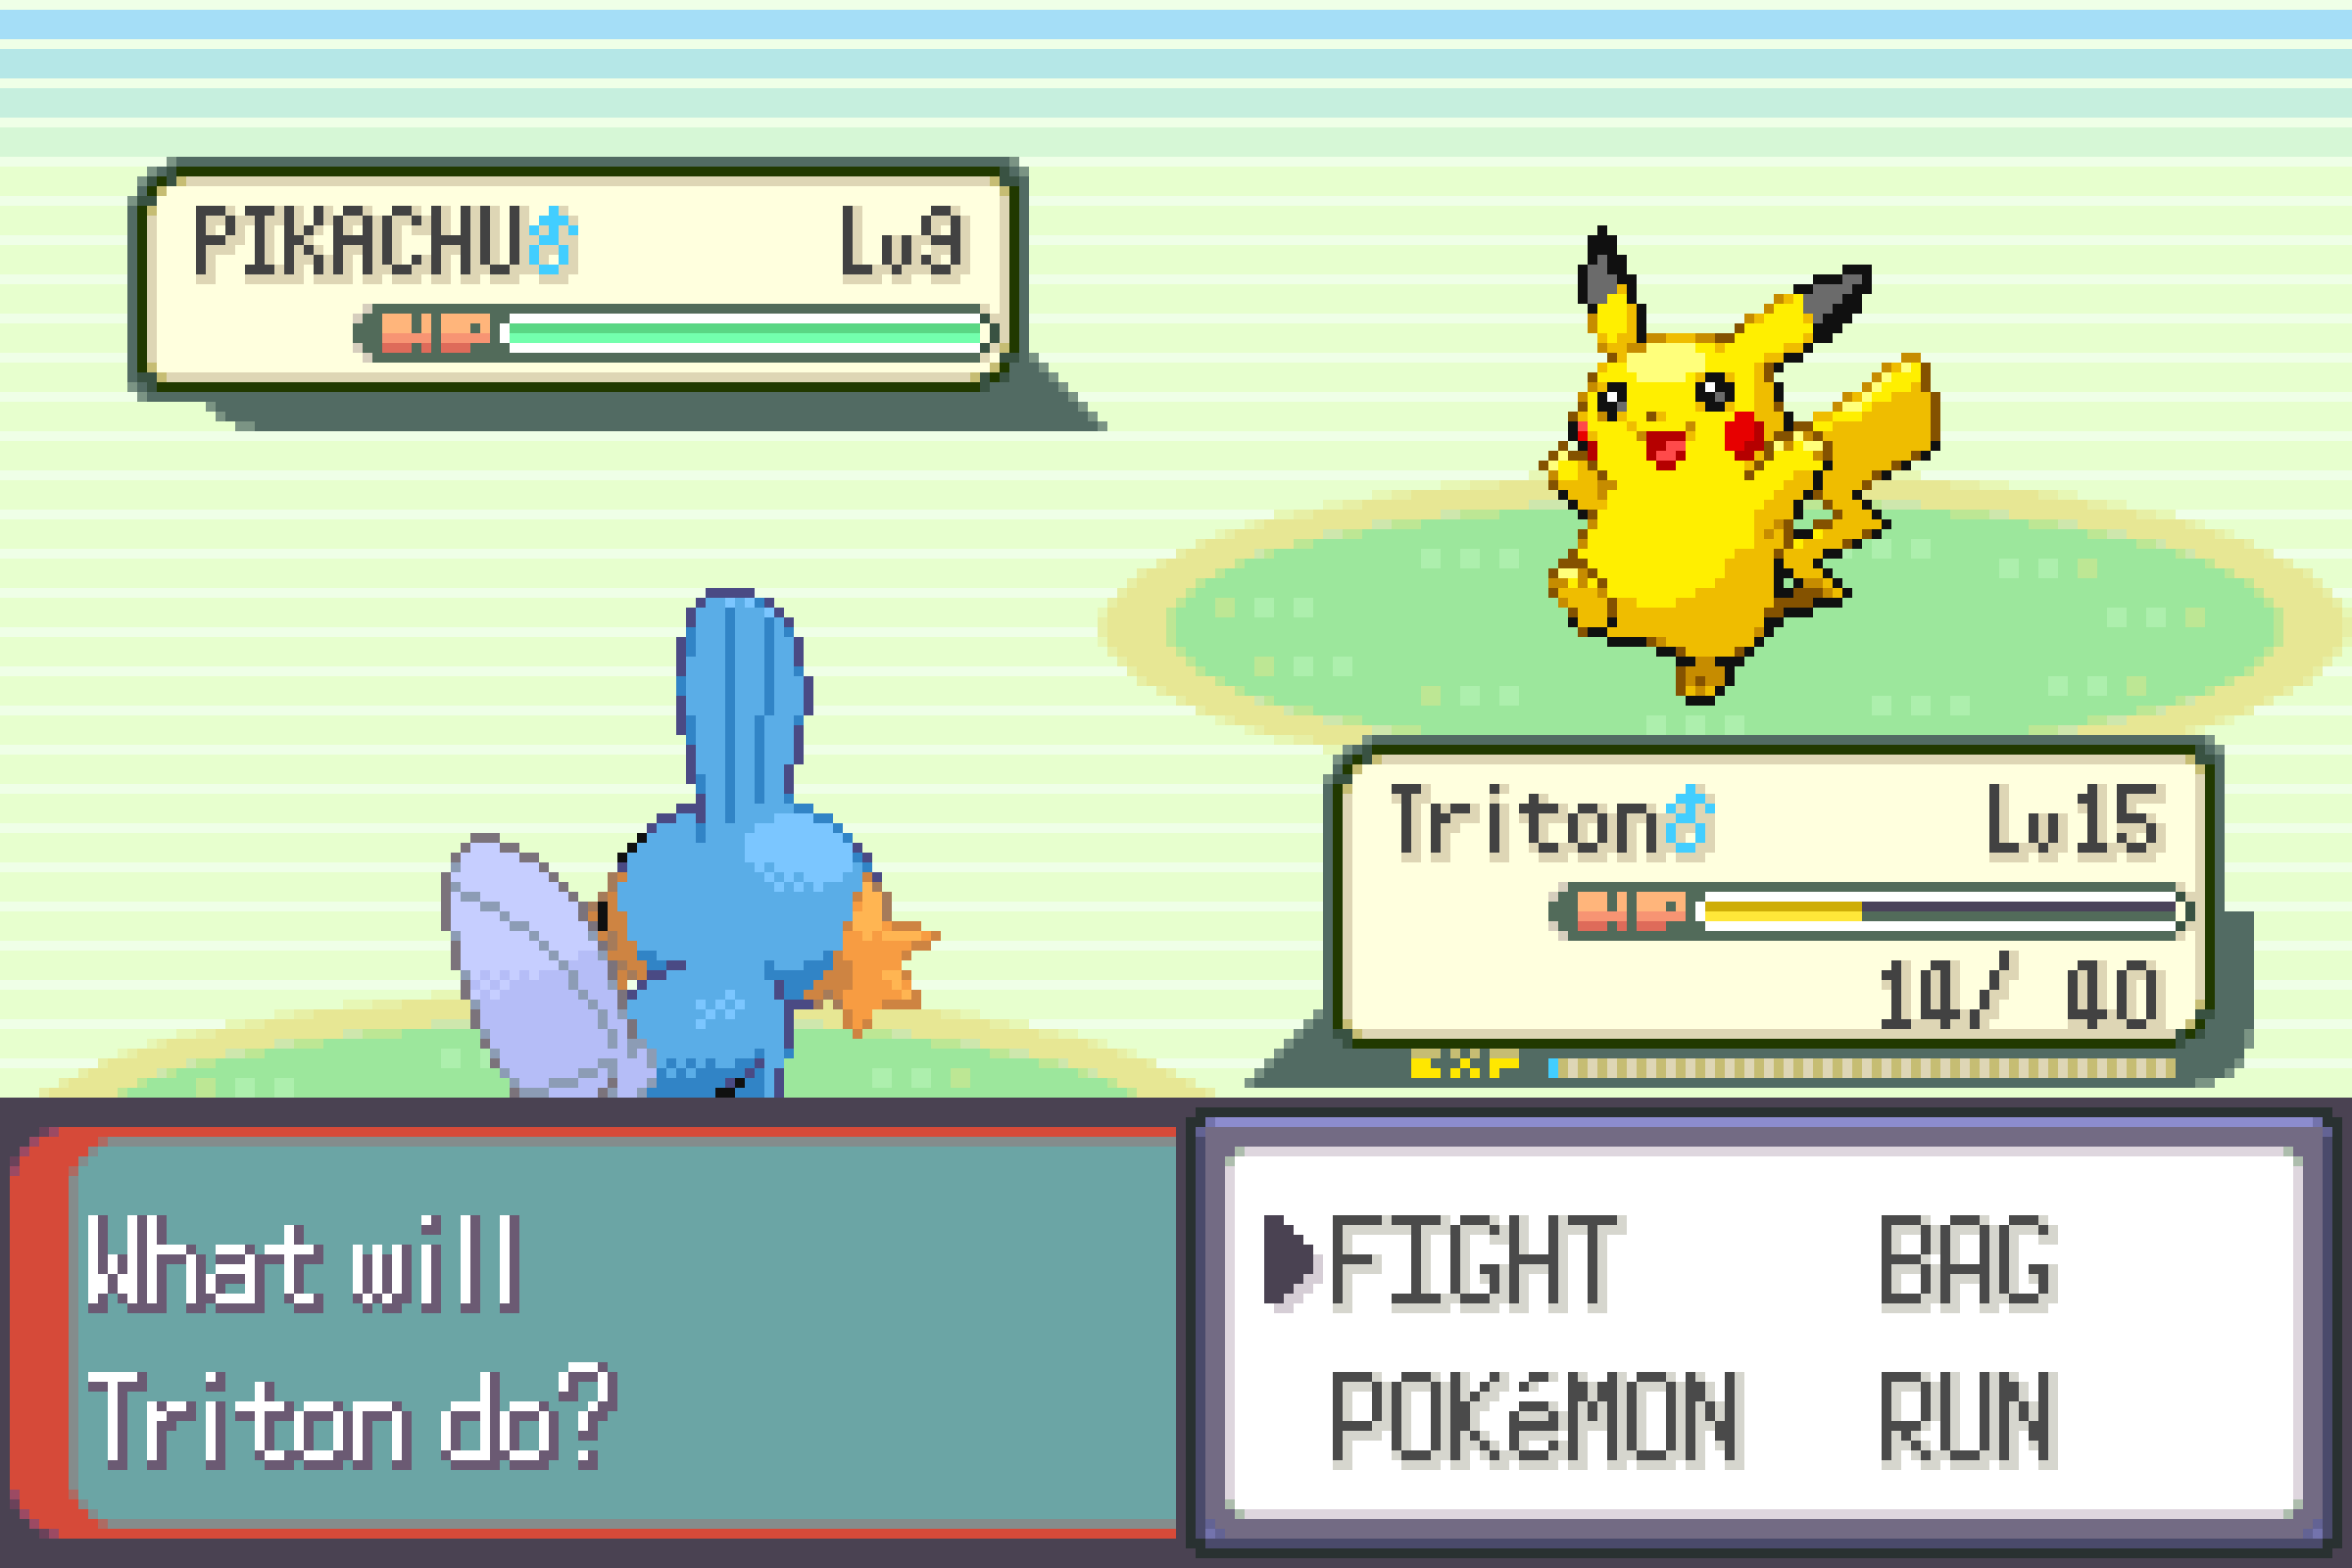 PIKACHU♂ Lv9
HP
Triton♂ Lv15
HP
14/ 40
EXP
What will
Triton do?
▶FIGHT BAG
POKéMON RUN